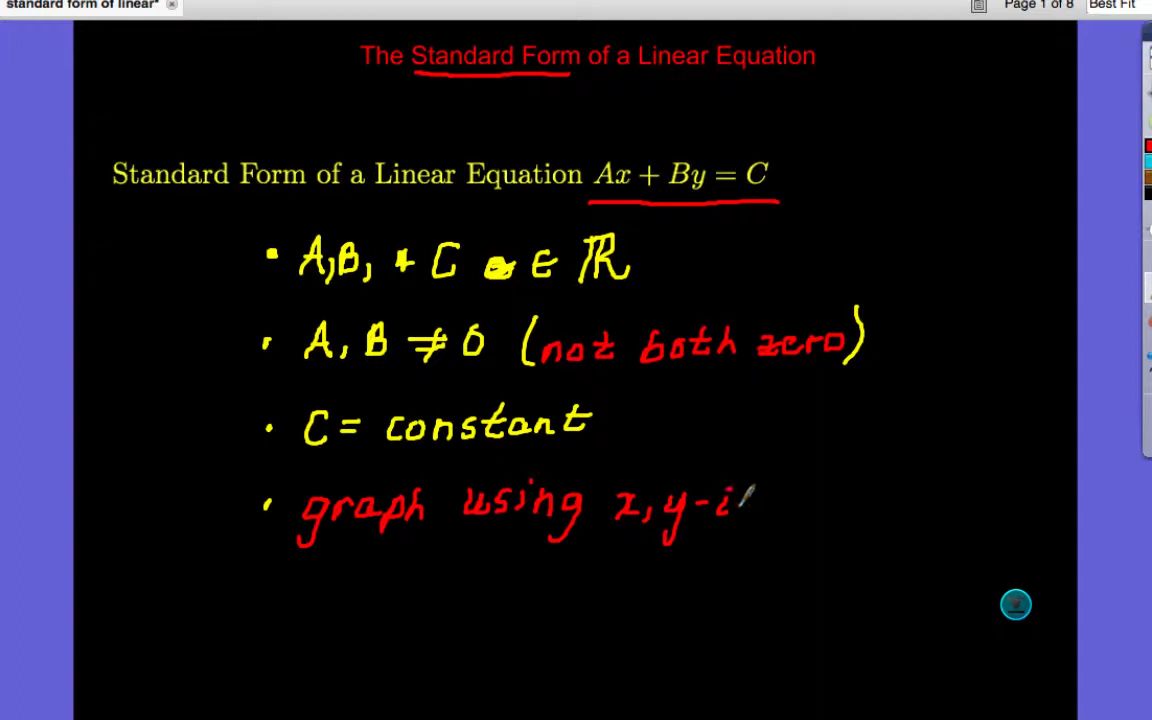 standard form of linear*
Page 1 of 8
Best Fit
The Standard Form of a Linear Equation
Standard Form of a Linear Equation Ax + By = C
• A, B, + C ∈ ℝ
• A, B ≠ 0 (not both zero)
• C = constant
• graph using x, y-i